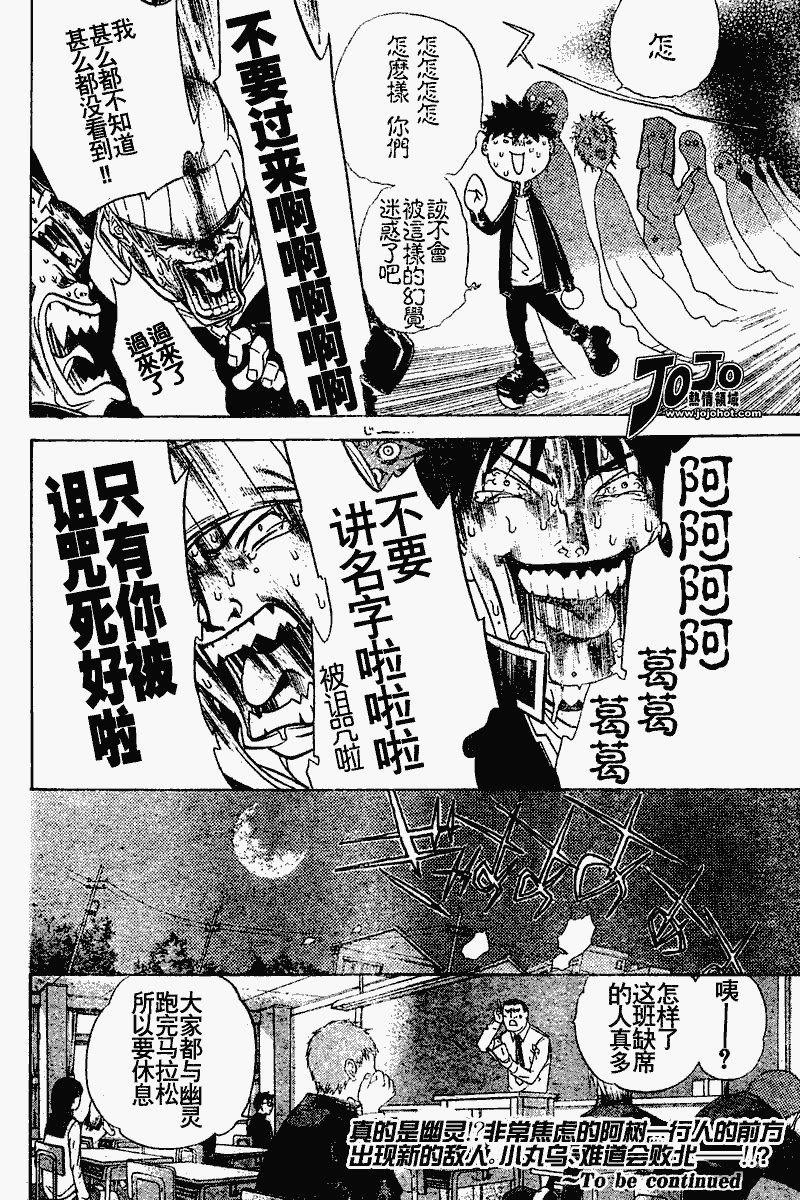 怎
怎怎怎怎
怎麽樣 你們
該不會
被這樣的幻覺
迷惑了吧
不要过来啊啊啊啊啊
我
甚么都不知道
甚么都没看到!!
過來了
過來了
JOJO
熱情領域
www.jojohot.com
阿阿阿阿
葛葛
葛葛
不要
讲名字啦啦啦
被诅咒啦
只有你被
诅咒死好啦
咦——?
怎样了
这班缺席
的人真多
大家都与幽灵
跑完马拉松
所以要休息
真的是幽灵!?非常焦虑的阿树一行人的前方
出现新的敌人。小丸乌,难道会败北——!!?
~To be continued